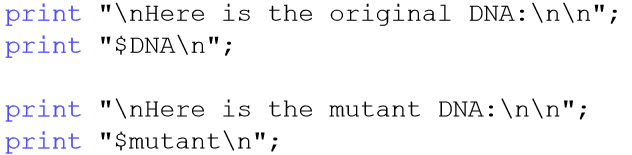 print "\nHere is the original DNA:\n\n";
print "$DNA\n";
print "\nHere is the mutant DNA:\n\n";
print "$mutant\n";